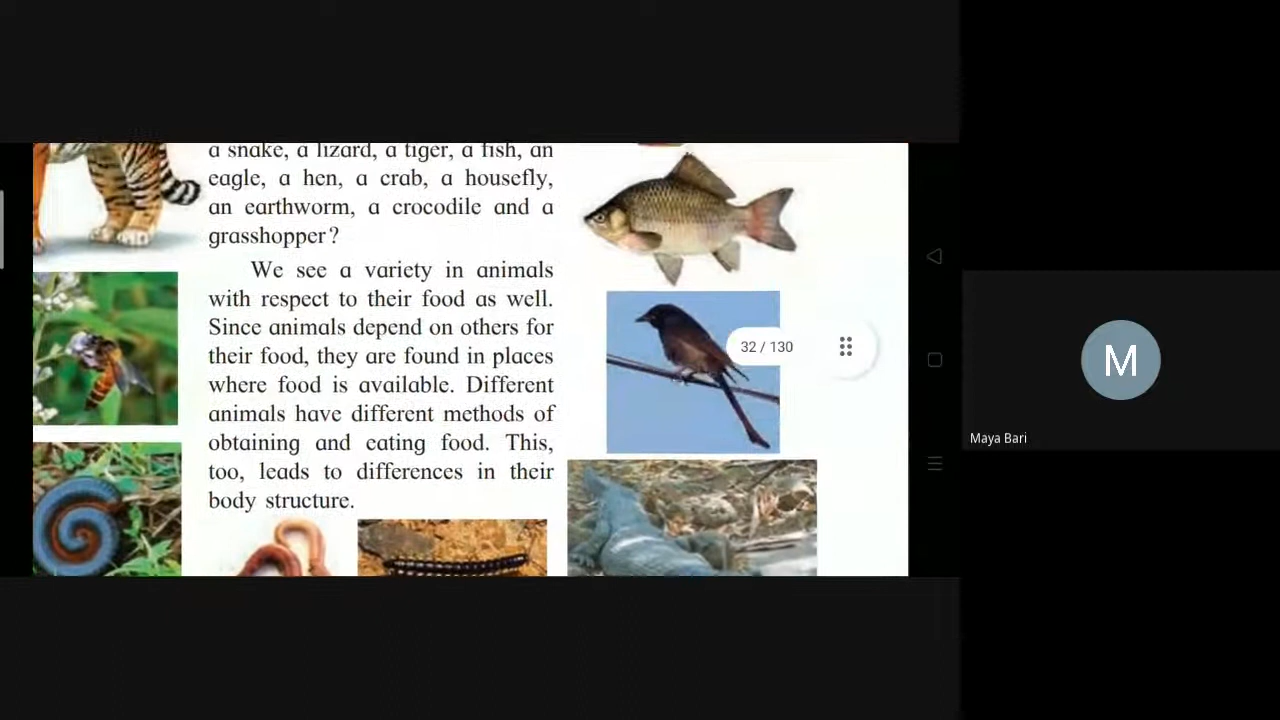 a snake, a lizard, a tiger, a fish, an
eagle, a hen, a crab, a housefly,
an earthworm, a crocodile and a
grasshopper?
We see a variety in animals
with respect to their food as well.
Since animals depend on others for
their food, they are found in places
where food is available. Different
animals have different methods of
obtaining and eating food. This,
too, leads to differences in their
body structure.
32 / 130
M
Maya Bari